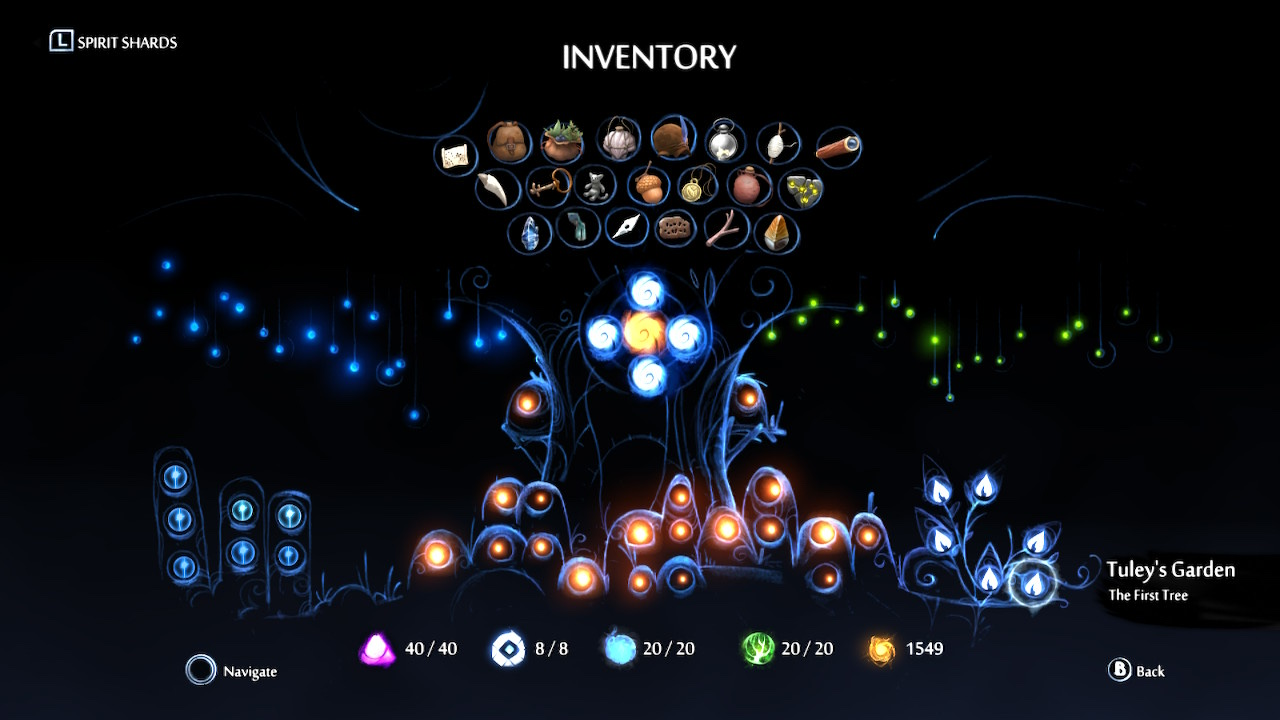 L SPIRIT SHARDS
INVENTORY
Tuley's Garden
The First Tree
40 / 40
8 / 8
20 / 20
20 / 20
1549
Navigate
B Back